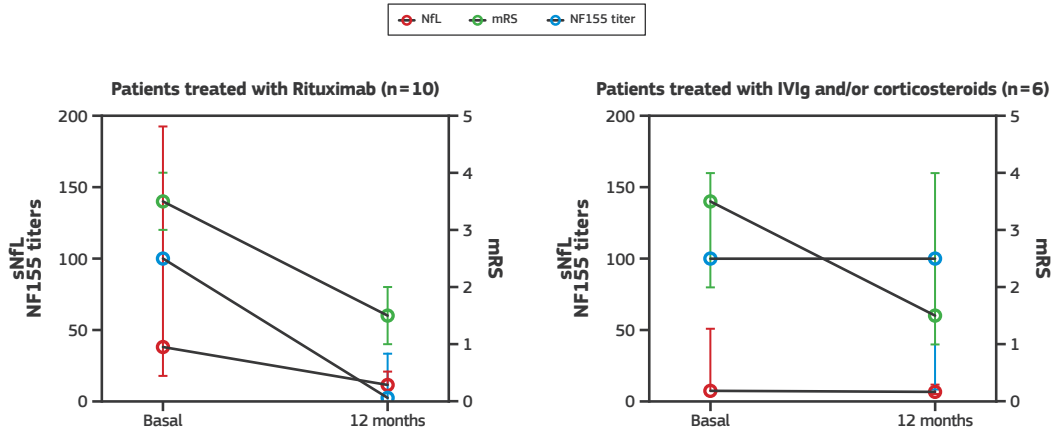 NfL mRS NF155 titer
Patients treated with Rituximab (n=10)
200
150
100
50
0
sNfL
NF155 titers
5
4
3
2
1
0
mRS
Basal 12 months
Patients treated with IVIg and/or corticosteroids (n=6)
200
150
100
50
0
sNfL
NF155 titers
5
4
3
2
1
0
mRS
Basal 12 months